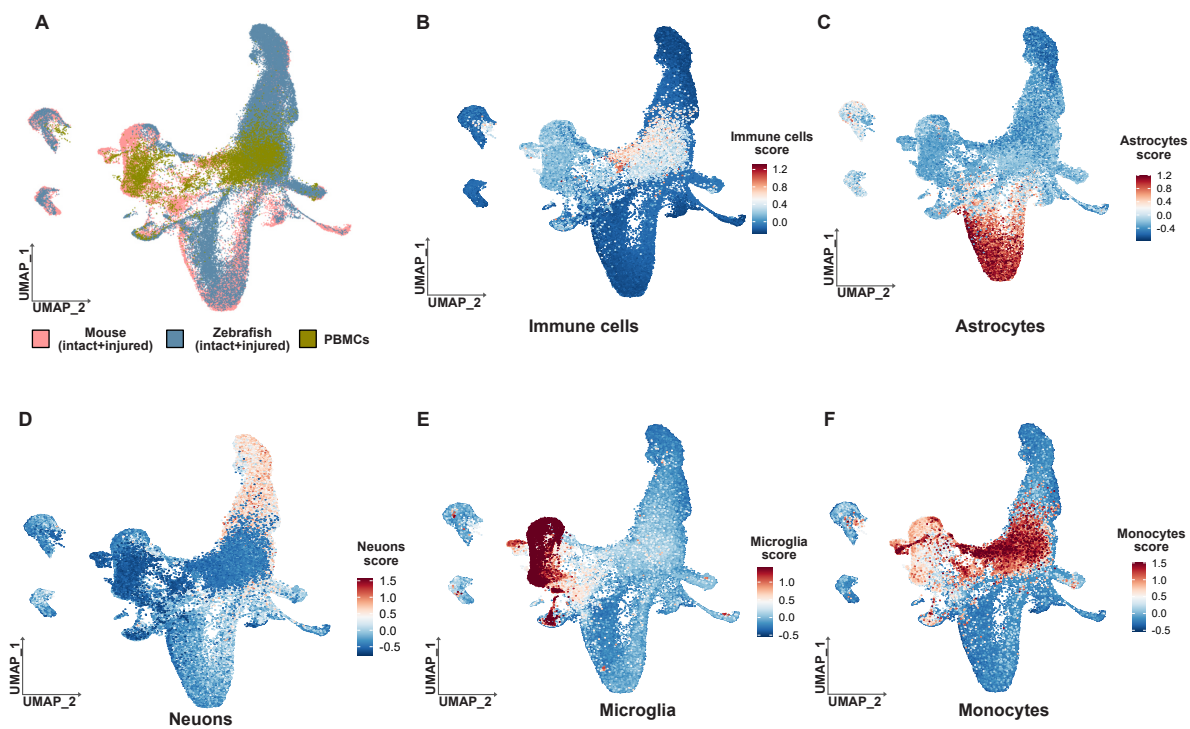 A
UMAP_1
UMAP_2
Mouse
(intact+injured)
Zebrafish
(intact+injured)
PBMCs
B
Immune cells
score
1.2
0.8
0.4
0.0
UMAP_1
UMAP_2
Immune cells
C
Astrocytes
score
1.2
0.8
0.4
0.0
-0.4
UMAP_1
UMAP_2
Astrocytes
D
Neurons
score
1.5
1.0
0.5
0.0
-0.5
UMAP_1
UMAP_2
Neuons
E
Microglia
score
1.0
0.5
0.0
-0.5
UMAP_1
UMAP_2
Microglia
F
Monocytes
score
1.5
1.0
0.5
0.0
-0.5
UMAP_1
UMAP_2
Monocytes